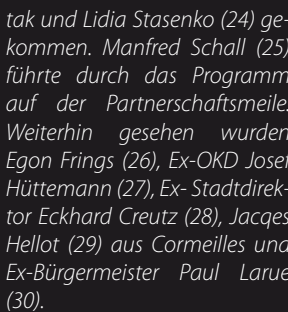 tak und Lidia Stasenko (24) ge-
kommen. Manfred Schall (25)
führte durch das Programm
auf der Partnerschaftsmeile.
Weiterhin gesehen wurden
Egon Frings (26), Ex-OKD Josef
Hüttemann (27), Ex- Stadtdirek-
tor Eckhard Creutz (28), Jacqes
Hellot (29) aus Cormeilles und
Ex-Bürgermeister Paul Larue
(30).